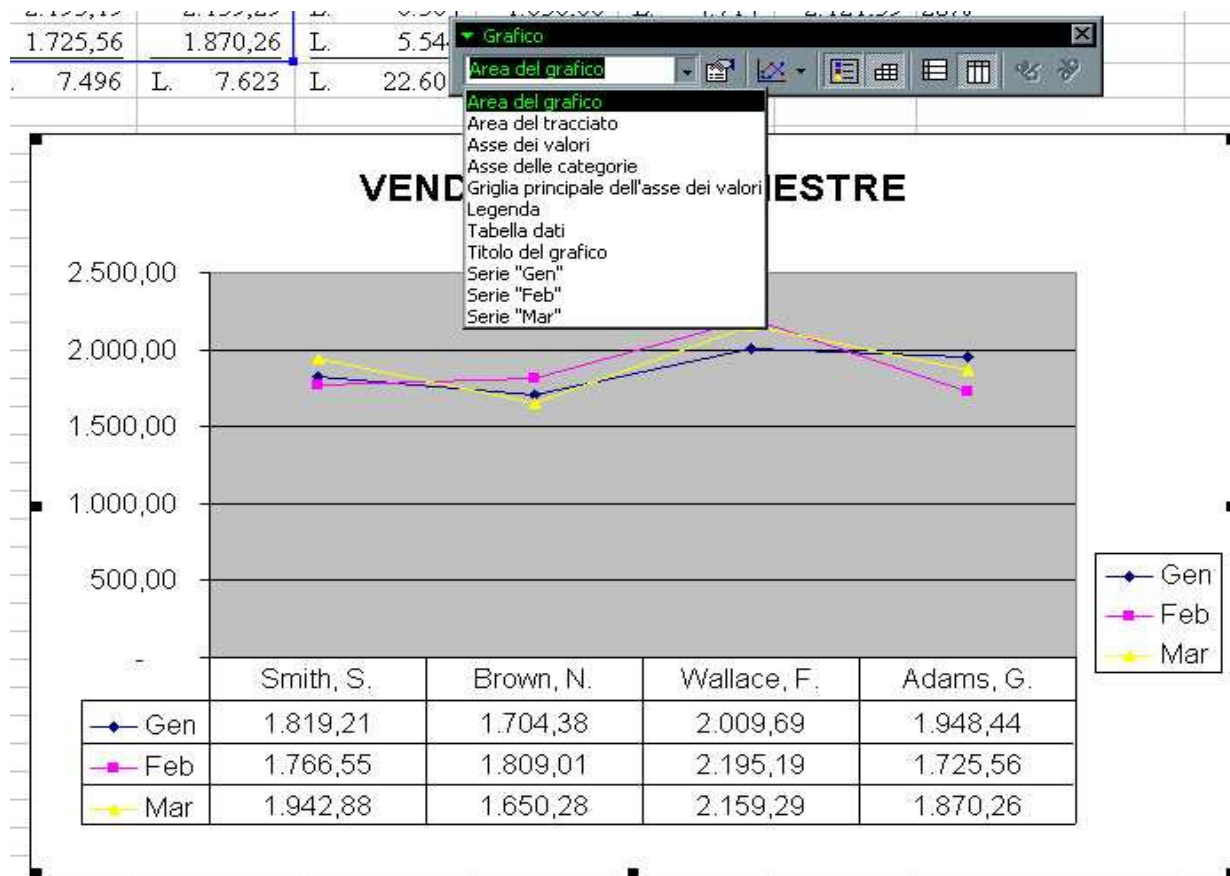 1.725,56 1.870,26 L. 5.54
7.496 L. 7.623 L. 22.60
Grafico
Area del grafico
Area del grafico
Area del tracciato
Asse dei valori
Asse delle categorie
Griglia principale dell'asse dei valori
Legenda
Tabella dati
Titolo del grafico
Serie "Gen"
Serie "Feb"
Serie "Mar"
VEND ESTRE
2.500,00
2.000,00
1.500,00
1.000,00
500,00
-
Gen
Feb
Mar
Smith, S. Brown, N. Wallace, F. Adams, G.
Gen 1.819,21 1.704,38 2.009,69 1.948,44
Feb 1.766,55 1.809,01 2.195,19 1.725,56
Mar 1.942,88 1.650,28 2.159,29 1.870,26